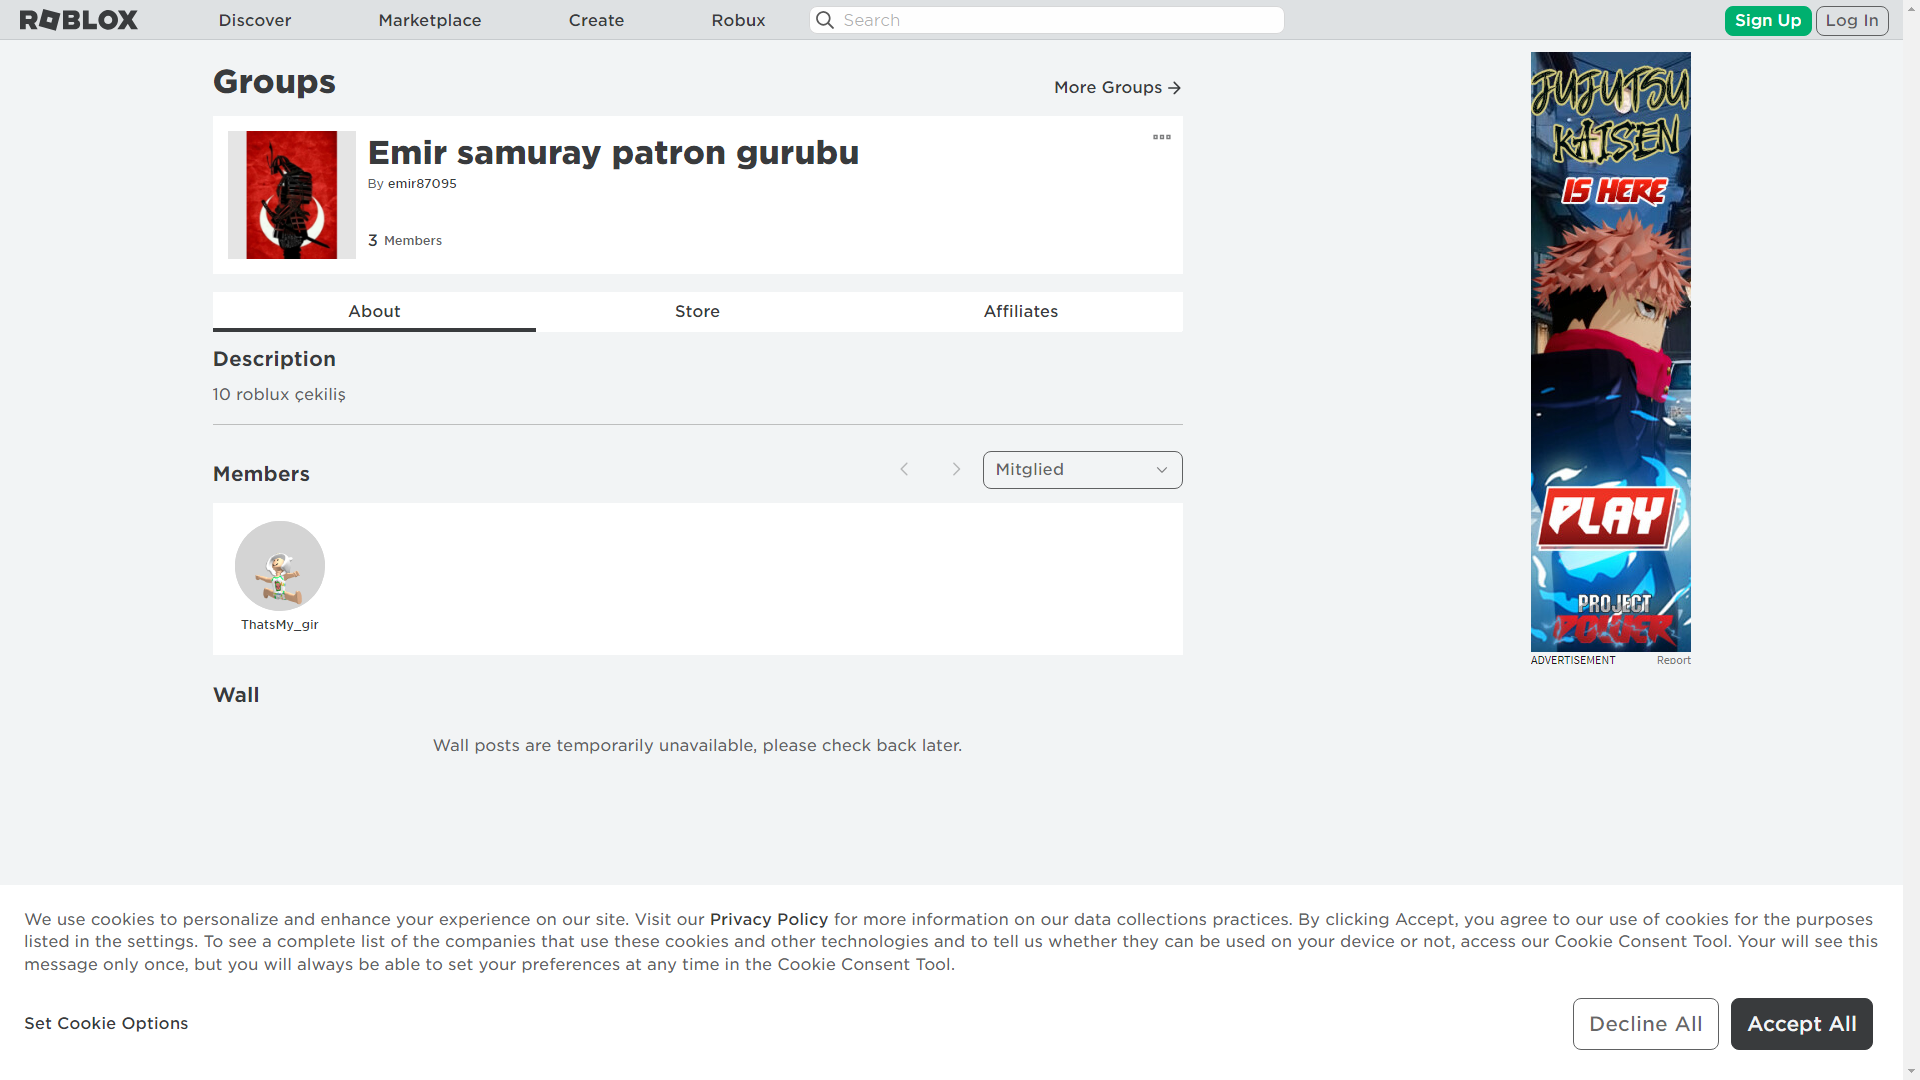 ROBLOX
Discover
Marketplace
Create
Robux
Search
Sign Up
Log In
Groups
More Groups
Emir samuray patron gurubu
By emir87095
3 Members
About
Store
Affiliates
Description
10 roblux çekiliş
Members
Mitglied
ThatsMy_gir
Wall
Wall posts are temporarily unavailable, please check back later.
JUJUTSU
KAISEN
IS HERE
PLAY
PROJECT
POWER
ADVERTISEMENT
Report
We use cookies to personalize and enhance your experience on our site. Visit our Privacy Policy for more information on our data collections practices. By clicking Accept, you agree to our use of cookies for the purposes
listed in the settings. To see a complete list of the companies that use these cookies and other technologies and to tell us whether they can be used on your device or not, access our Cookie Consent Tool. Your will see this
message only once, but you will always be able to set your preferences at any time in the Cookie Consent Tool.
Set Cookie Options
Decline All
Accept All